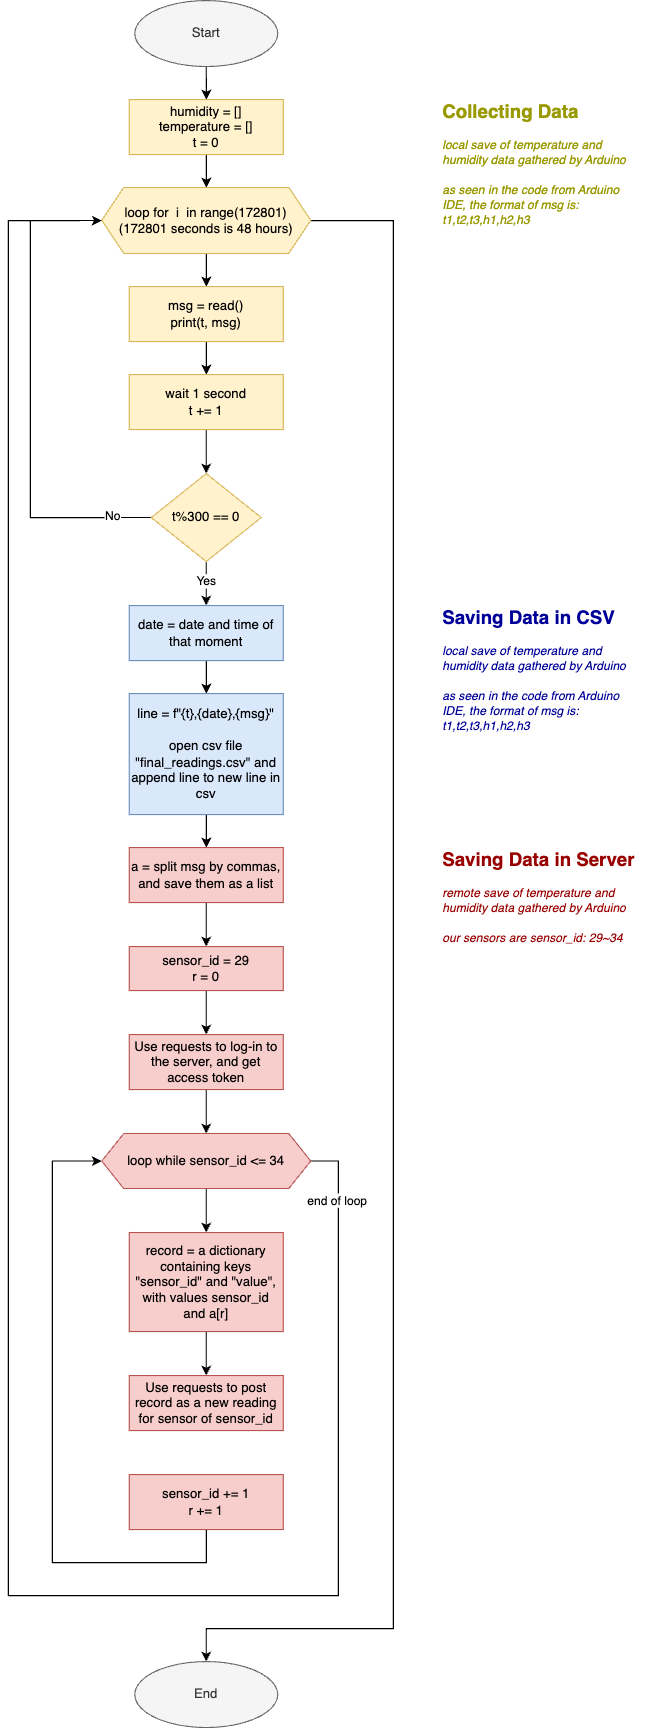 Start
humidity = []
temperature = []
t = 0
Collecting Data
local save of temperature and
humidity data gathered by Arduino
as seen in the code from Arduino
IDE, the format of msg is:
t1,t2,t3,h1,h2,h3
loop for  i  in range(172801)
(172801 seconds is 48 hours)
msg = read()
print(t, msg)
wait 1 second
t += 1
t%300 == 0
No
Yes
date = date and time of
that moment
Saving Data in CSV
local save of temperature and
humidity data gathered by Arduino
as seen in the code from Arduino
IDE, the format of msg is:
t1,t2,t3,h1,h2,h3
line = f"{t},{date},{msg}"
open csv file
"final_readings.csv" and
append line to new line in
csv
a = split msg by commas,
and save them as a list
Saving Data in Server
remote save of temperature and
humidity data gathered by Arduino
our sensors are sensor_id: 29~34
sensor_id = 29
r = 0
Use requests to log-in to
the server, and get
access token
loop while sensor_id <= 34
end of loop
record = a dictionary
containing keys
"sensor_id" and "value",
with values sensor_id
and a[r]
Use requests to post
record as a new reading
for sensor of sensor_id
sensor_id += 1
r += 1
End